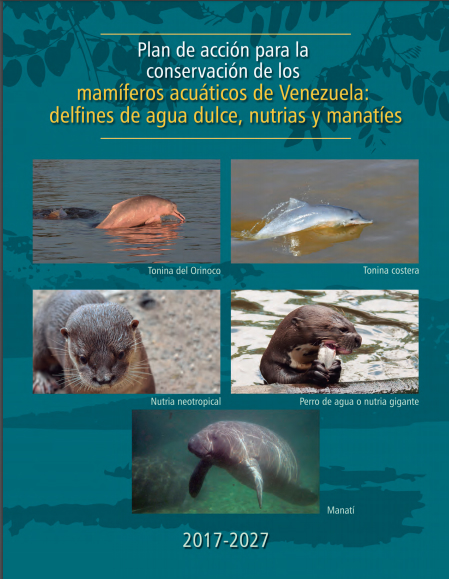 Plan de acción para la
conservación de los
mamíferos acuáticos de Venezuela:
delfines de agua dulce, nutrias y manatíes
Tonina del Orinoco
Tonina costera
Nutria neotropical
Perro de agua o nutria gigante
Manatí
2017-2027